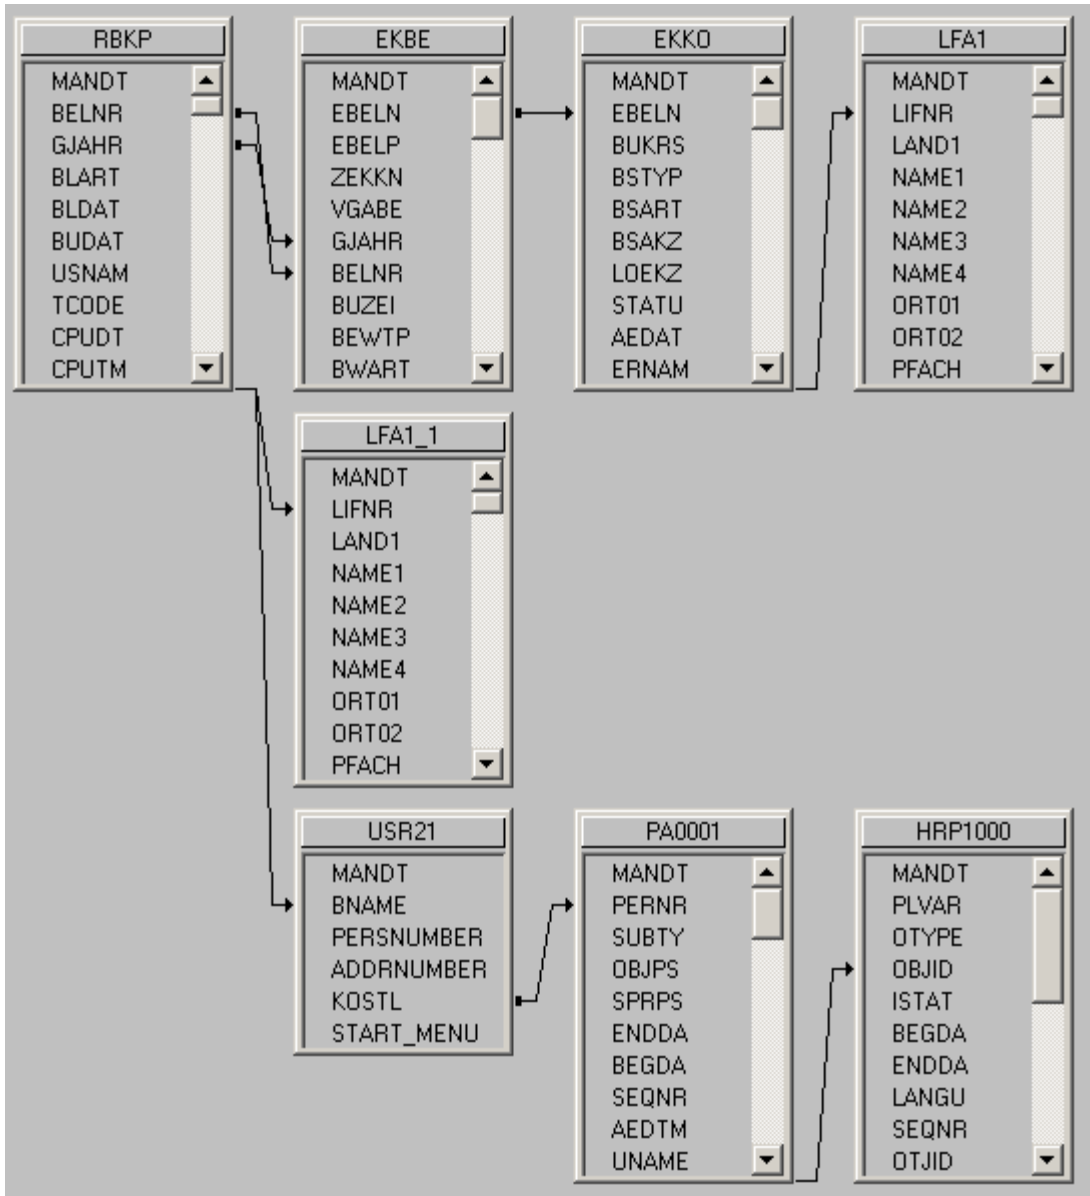 RBKP
MANDT
BELNR
GJAHR
BLART
BLDAT
BUDAT
USNAM
TCODE
CPUDT
CPUTM
EKBE
MANDT
EBELN
EBELP
ZEKKN
VGABE
GJAHR
BELNR
BUZEI
BEWTP
BWART
EKKO
MANDT
EBELN
BUKRS
BSTYP
BSART
BSAKZ
LOEKZ
STATU
AEDAT
ERNAM
LFA1
MANDT
LIFNR
LAND1
NAME1
NAME2
NAME3
NAME4
ORT01
ORT02
PFACH
LFA1_1
MANDT
LIFNR
LAND1
NAME1
NAME2
NAME3
NAME4
ORT01
ORT02
PFACH
USR21
MANDT
BNAME
PERSNUMBER
ADDRNUMBER
KOSTL
START_MENU
PA0001
MANDT
PERNR
SUBTY
OBJPS
SPRPS
ENDDA
BEGDA
SEQNR
AEDTM
UNAME
HRP1000
MANDT
PLVAR
OTYPE
OBJID
ISTAT
BEGDA
ENDDA
LANGU
SEQNR
OTJID